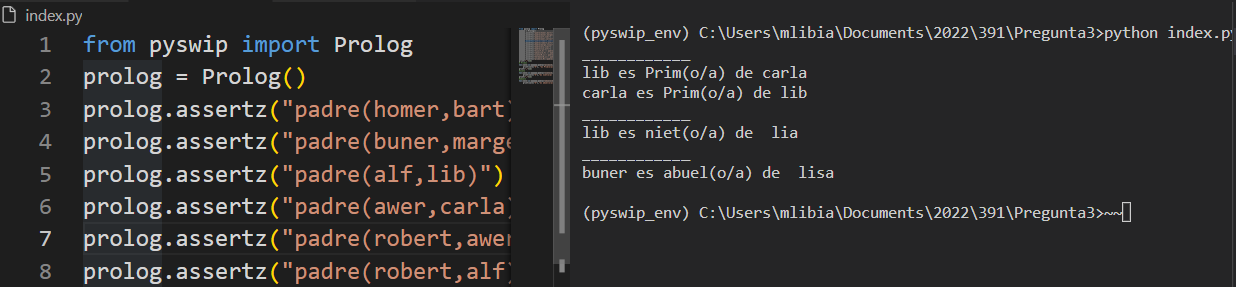 index.py
1 from pyswip import Prolog
2 prolog = Prolog()
3 prolog.assertz("padre(homer,bart)
4 prolog.assertz("padre(buner,marge
5 prolog.assertz("padre(alf,lib)")
6 prolog.assertz("padre(awer,carla)
7 prolog.assertz("padre(robert,awer
8 prolog.assertz("padre(robert,alf)
(pyswip_env) C:\Users\mlibia\Documents\2022\391\Pregunta3>python index.py
____________
lib es Prim(o/a) de carla
carla es Prim(o/a) de lib
____________
lib es niet(o/a) de  lia
____________
buner es abuel(o/a) de  lisa
(pyswip_env) C:\Users\mlibia\Documents\2022\391\Pregunta3>~~